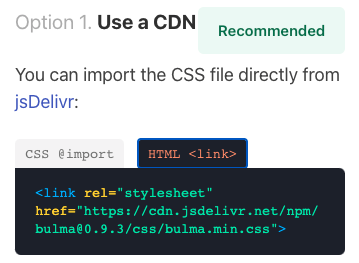 Option 1. Use a CDN Recommended
You can import the CSS file directly from
jsDelivr:
CSS @import HTML <link>
<link rel="stylesheet"
href="https://cdn.jsdelivr.net/npm/
bulma@0.9.3/css/bulma.min.css">